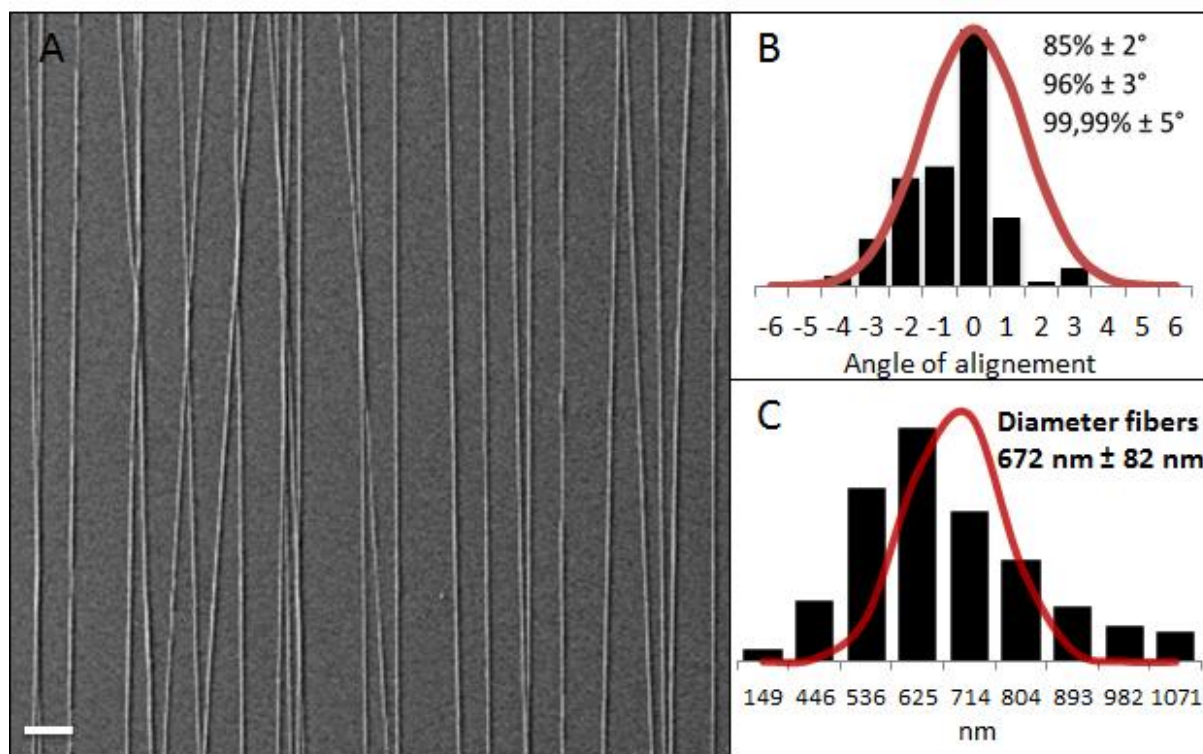 A
B
85% ± 2°
96% ± 3°
99,99% ± 5°
-6 -5 -4 -3 -2 -1 0 1 2 3 4 5 6
Angle of alignement
C
Diameter fibers
672 nm ± 82 nm
149 446 536 625 714 804 893 982 1071
nm